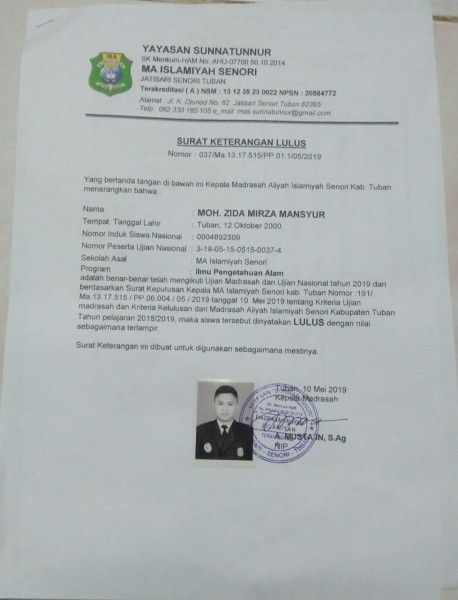 YAYASAN SUNNATUNNUR
SK Menkum-HAM No. AHU-07700.50.10.2014
MA ISLAMIYAH SENORI
JATISARI SENORI TUBAN
Terakreditasi ( A ) NSM : 13 12 35 23 0022 NPSN : 20584772
Alamat : Jl. K. Djoned No. 62 Jatisari Senori Tuban 62365
Telp : 082 330 185 105 e_mail mas.sunnatunnur@gmail.com
SURAT KETERANGAN LULUS
Nomor : 037/Ma.13.17.515/PP.01.1/05/2019
Yang bertanda tangan di bawah ini Kepala Madrasah Aliyah Islamiyah Senori Kab. Tuban
menerangkan bahwa :
Nama : MOH. ZIDA MIRZA MANSYUR
Tempat, Tanggal Lahir : Tuban, 12 Oktober 2000
Nomor Induk Siswa Nasional : 0004892309
Nomor Peserta Ujian Nasional : 3-19-05-15-0515-0037-4
Sekolah Asal : MA Islamiyah Senori
Program : Ilmu Pengetahuan Alam
adalah benar-benar telah mengikuti Ujian Madrasah dan Ujian Nasional tahun 2019 dan
berdasarkan Surat Keputusan Kepala MA Islamiyah Senori kab. Tuban Nomor :191/
Ma.13.17.515 / PP.06.004 / 05 / 2019 tanggal 10 Mei 2019 tentang Kriteria Ujian
madrasah dan Kriteria Kelulusan dari Madrasah Aliyah Islamiyah Senori Kabupaten Tuban
Tahun pelajaran 2018/2019, maka siswa tersebut dinyatakan LULUS dengan nilai
sebagaimana terlampir.
Surat Keterangan ini dibuat untuk digunakan sebagaimana mestinya.
Tuban, 10 Mei 2019
Kepala Madrasah
A. MUSTA'IN, S.Ag
NIP.